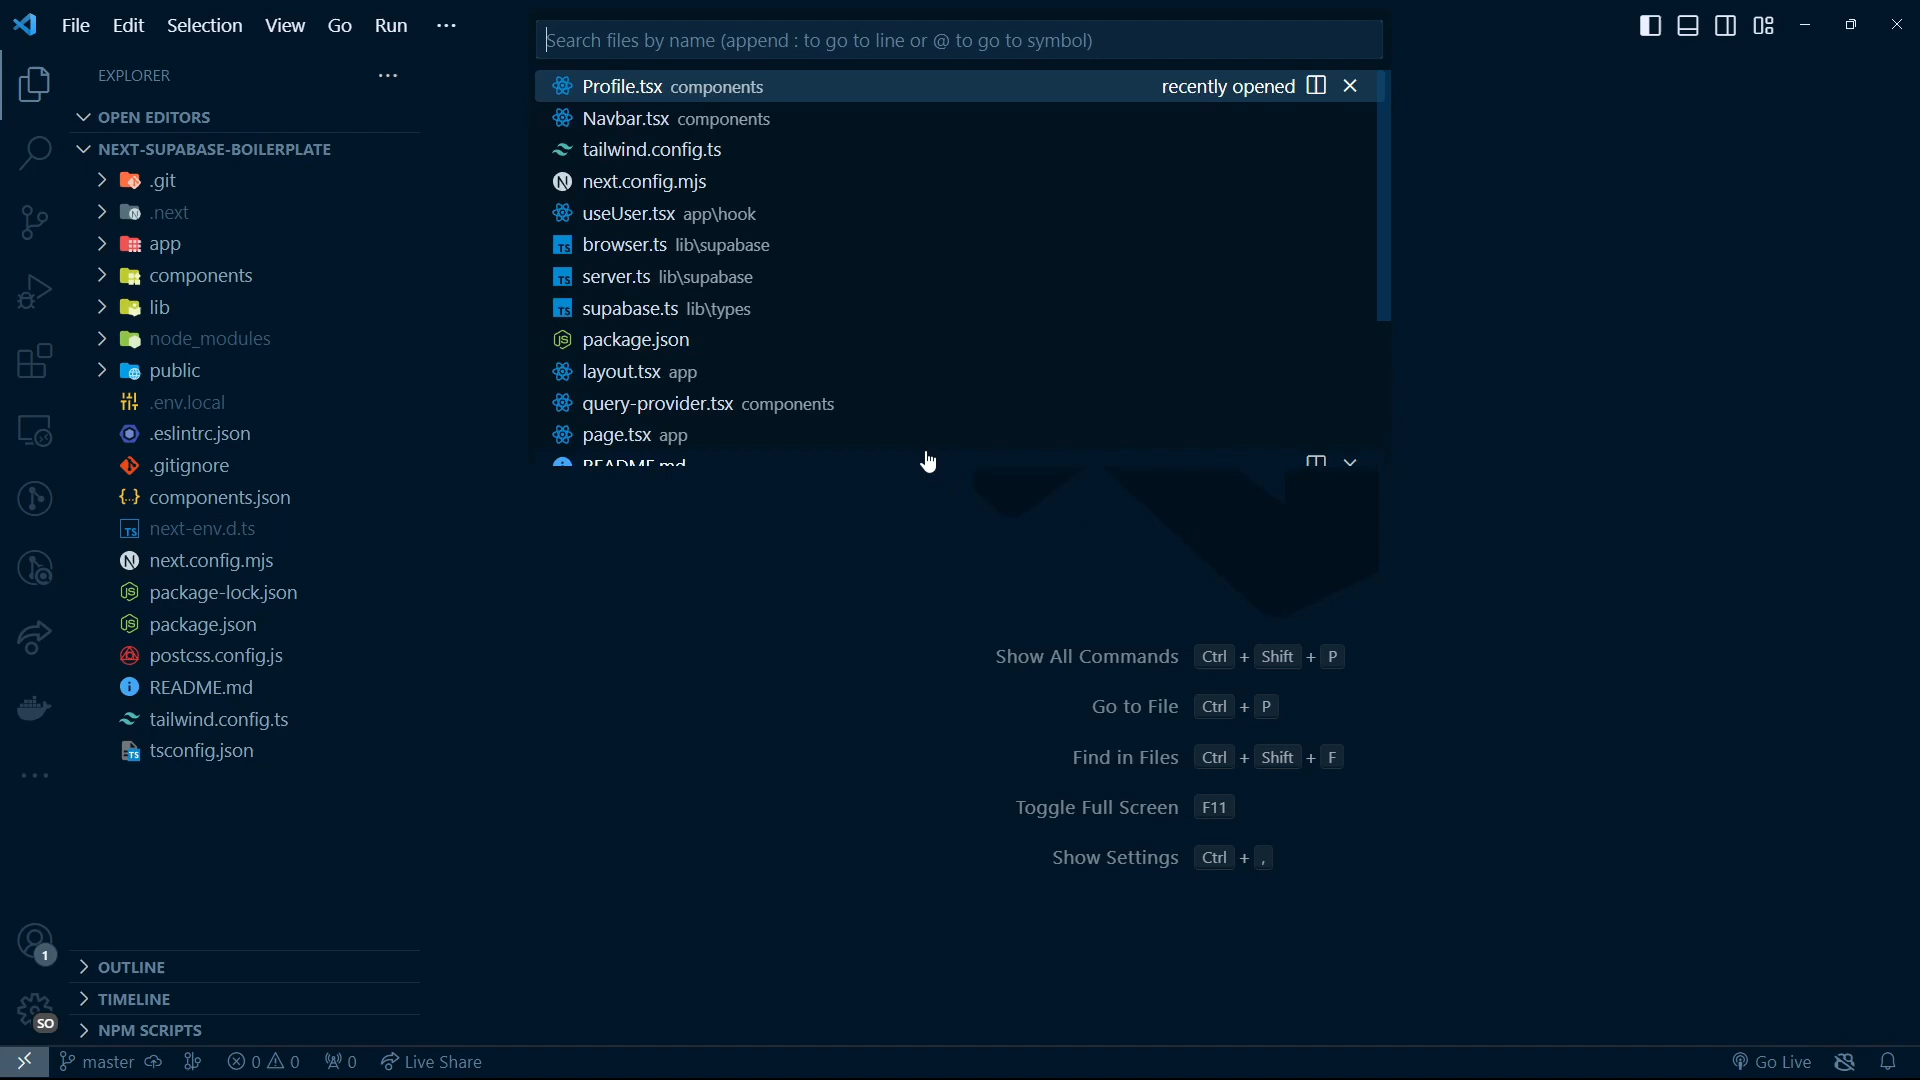 File Edit Selection View Go Run ···
Search files by name (append : to go to line or @ to go to symbol)
EXPLORER ···
OPEN EDITORS
NEXT-SUPABASE-BOILERPLATE
.git
.next
app
components
lib
node_modules
public
.env.local
.eslintrc.json
.gitignore
components.json
next-env.d.ts
next.config.mjs
package-lock.json
package.json
postcss.config.js
README.md
tailwind.config.ts
tsconfig.json
OUTLINE
TIMELINE
NPM SCRIPTS
1
SO
Profile.tsx components recently opened
Navbar.tsx components
tailwind.config.ts
next.config.mjs
useUser.tsx app\hook
browser.ts lib\supabase
server.ts lib\supabase
supabase.ts lib\types
package.json
layout.tsx app
query-provider.tsx components
page.tsx app
README.md
Show All Commands Ctrl + Shift + P
Go to File Ctrl + P
Find in Files Ctrl + Shift + F
Toggle Full Screen F11
Show Settings Ctrl + ,
master 0 0 0 Live Share Go Live